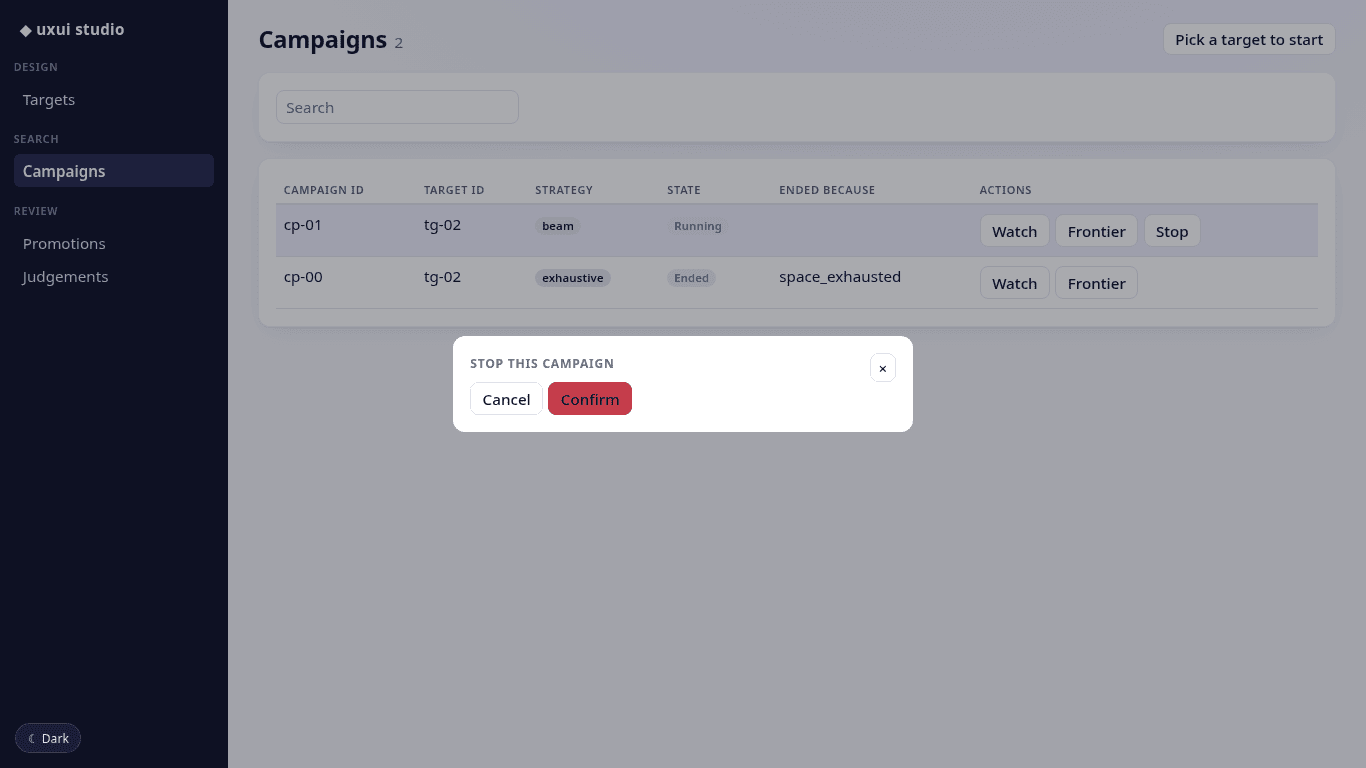 ◆ uxui studio
DESIGN
Targets
SEARCH
Campaigns
REVIEW
Promotions
Judgements
☾ Dark
Campaigns 2
Pick a target to start
Search
CAMPAIGN ID TARGET ID STRATEGY STATE ENDED BECAUSE ACTIONS
cp-01 tg-02 beam Running Watch Frontier Stop
cp-00 tg-02 exhaustive Ended space_exhausted Watch Frontier
STOP THIS CAMPAIGN ×
Cancel Confirm